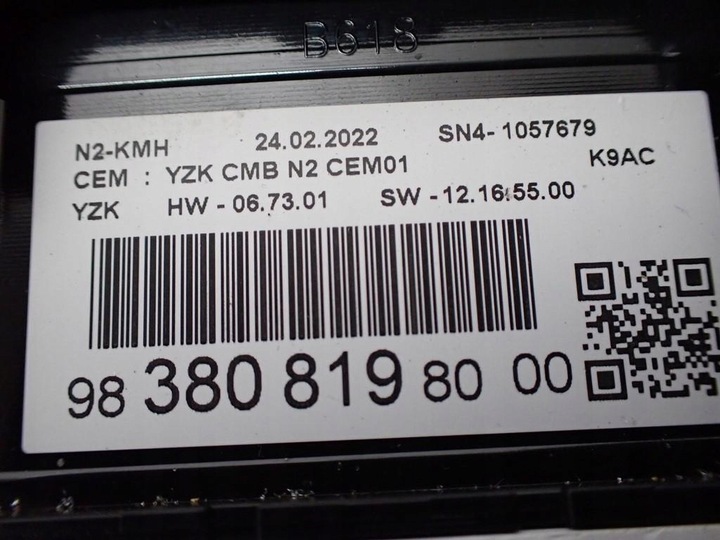 B618
N2-KMH 24.02.2022 SN4- 1057679
CEM : YZK CMB N2 CEM01 K9AC
YZK HW - 06.73.01 SW - 12.16.55.00
98 380 819 80 00